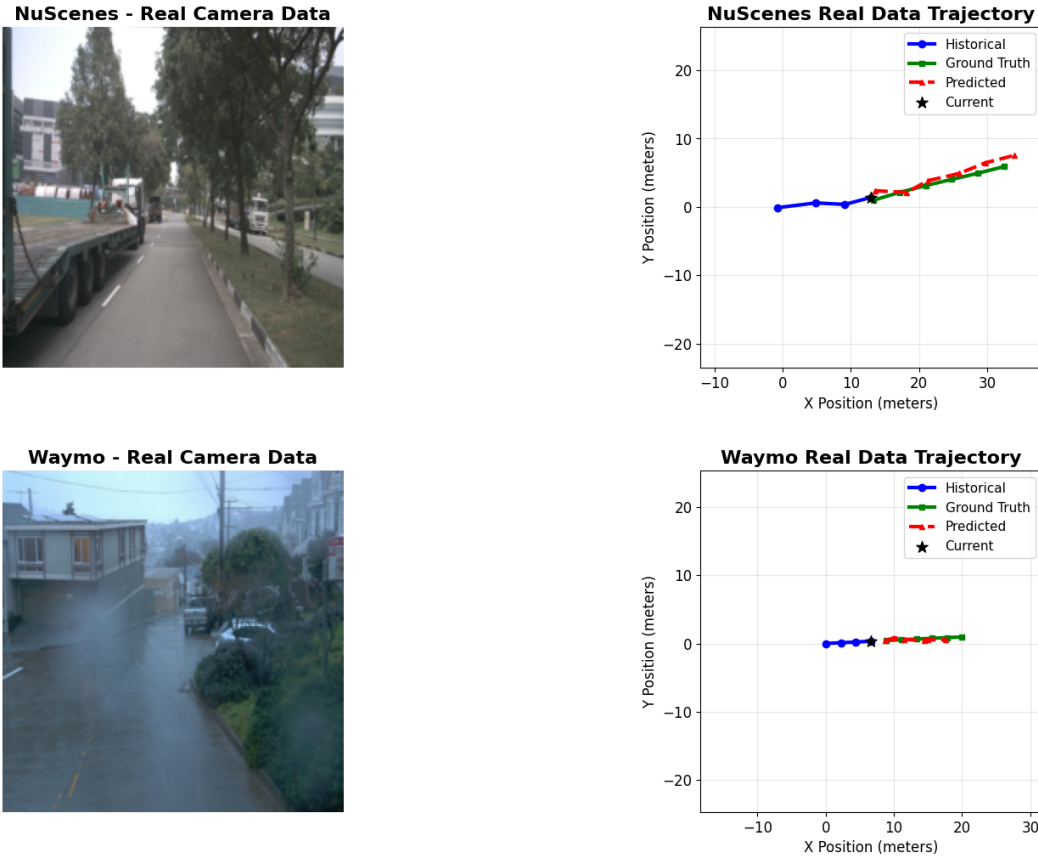 NuScenes - Real Camera Data
NuScenes Real Data Trajectory
Historical
Ground Truth
Predicted
Current
20
10
0
−10
−20
Y Position (meters)
−10 0 10 20 30
X Position (meters)
Waymo - Real Camera Data
Waymo Real Data Trajectory
Historical
Ground Truth
Predicted
Current
20
10
0
−10
−20
Y Position (meters)
−10 0 10 20 30
X Position (meters)